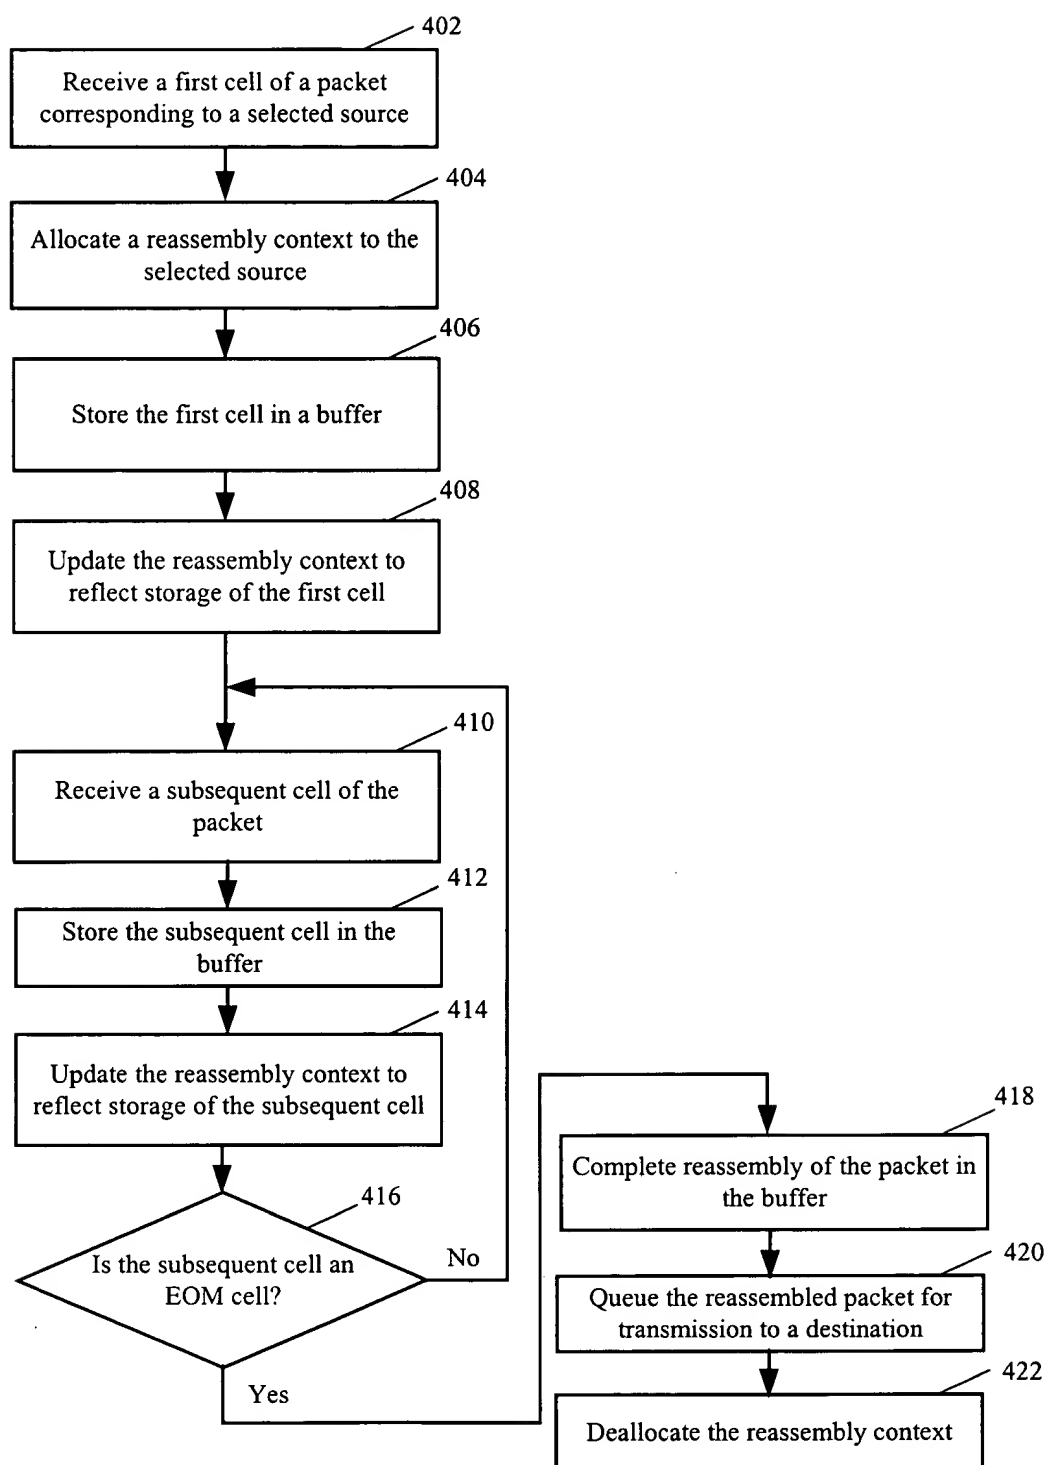 402
Receive a first cell of a packet
corresponding to a selected source
404
Allocate a reassembly context to the
selected source
406
Store the first cell in a buffer
408
Update the reassembly context to
reflect storage of the first cell
410
Receive a subsequent cell of the
packet
412
Store the subsequent cell in the
buffer
414
Update the reassembly context to
reflect storage of the subsequent cell
416
Is the subsequent cell an
EOM cell?
No
Yes
418
Complete reassembly of the packet in
the buffer
420
Queue the reassembled packet for
transmission to a destination
422
Deallocate the reassembly context